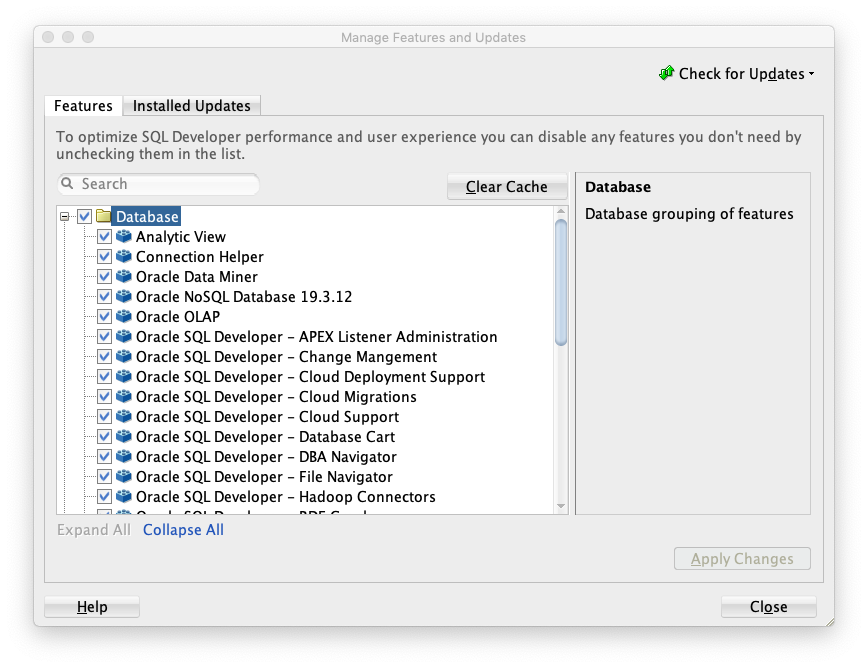 Manage Features and Updates
Check for Updates
Features
Installed Updates
To optimize SQL Developer performance and user experience you can disable any features you don't need by
unchecking them in the list.
Search
Clear Cache
Database
Database grouping of features
Database
Analytic View
Connection Helper
Oracle Data Miner
Oracle NoSQL Database 19.3.12
Oracle OLAP
Oracle SQL Developer – APEX Listener Administration
Oracle SQL Developer – Change Mangement
Oracle SQL Developer – Cloud Deployment Support
Oracle SQL Developer – Cloud Migrations
Oracle SQL Developer – Cloud Support
Oracle SQL Developer – Database Cart
Oracle SQL Developer – DBA Navigator
Oracle SQL Developer – File Navigator
Oracle SQL Developer – Hadoop Connectors
Expand All
Collapse All
Apply Changes
Help
Close